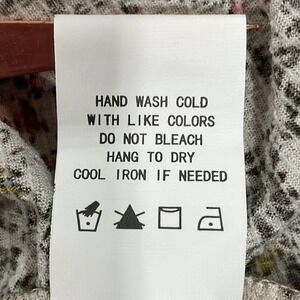 HAND WASH COLD
WITH LIKE COLORS
DO NOT BLEACH
HANG TO DRY
COOL IRON IF NEEDED